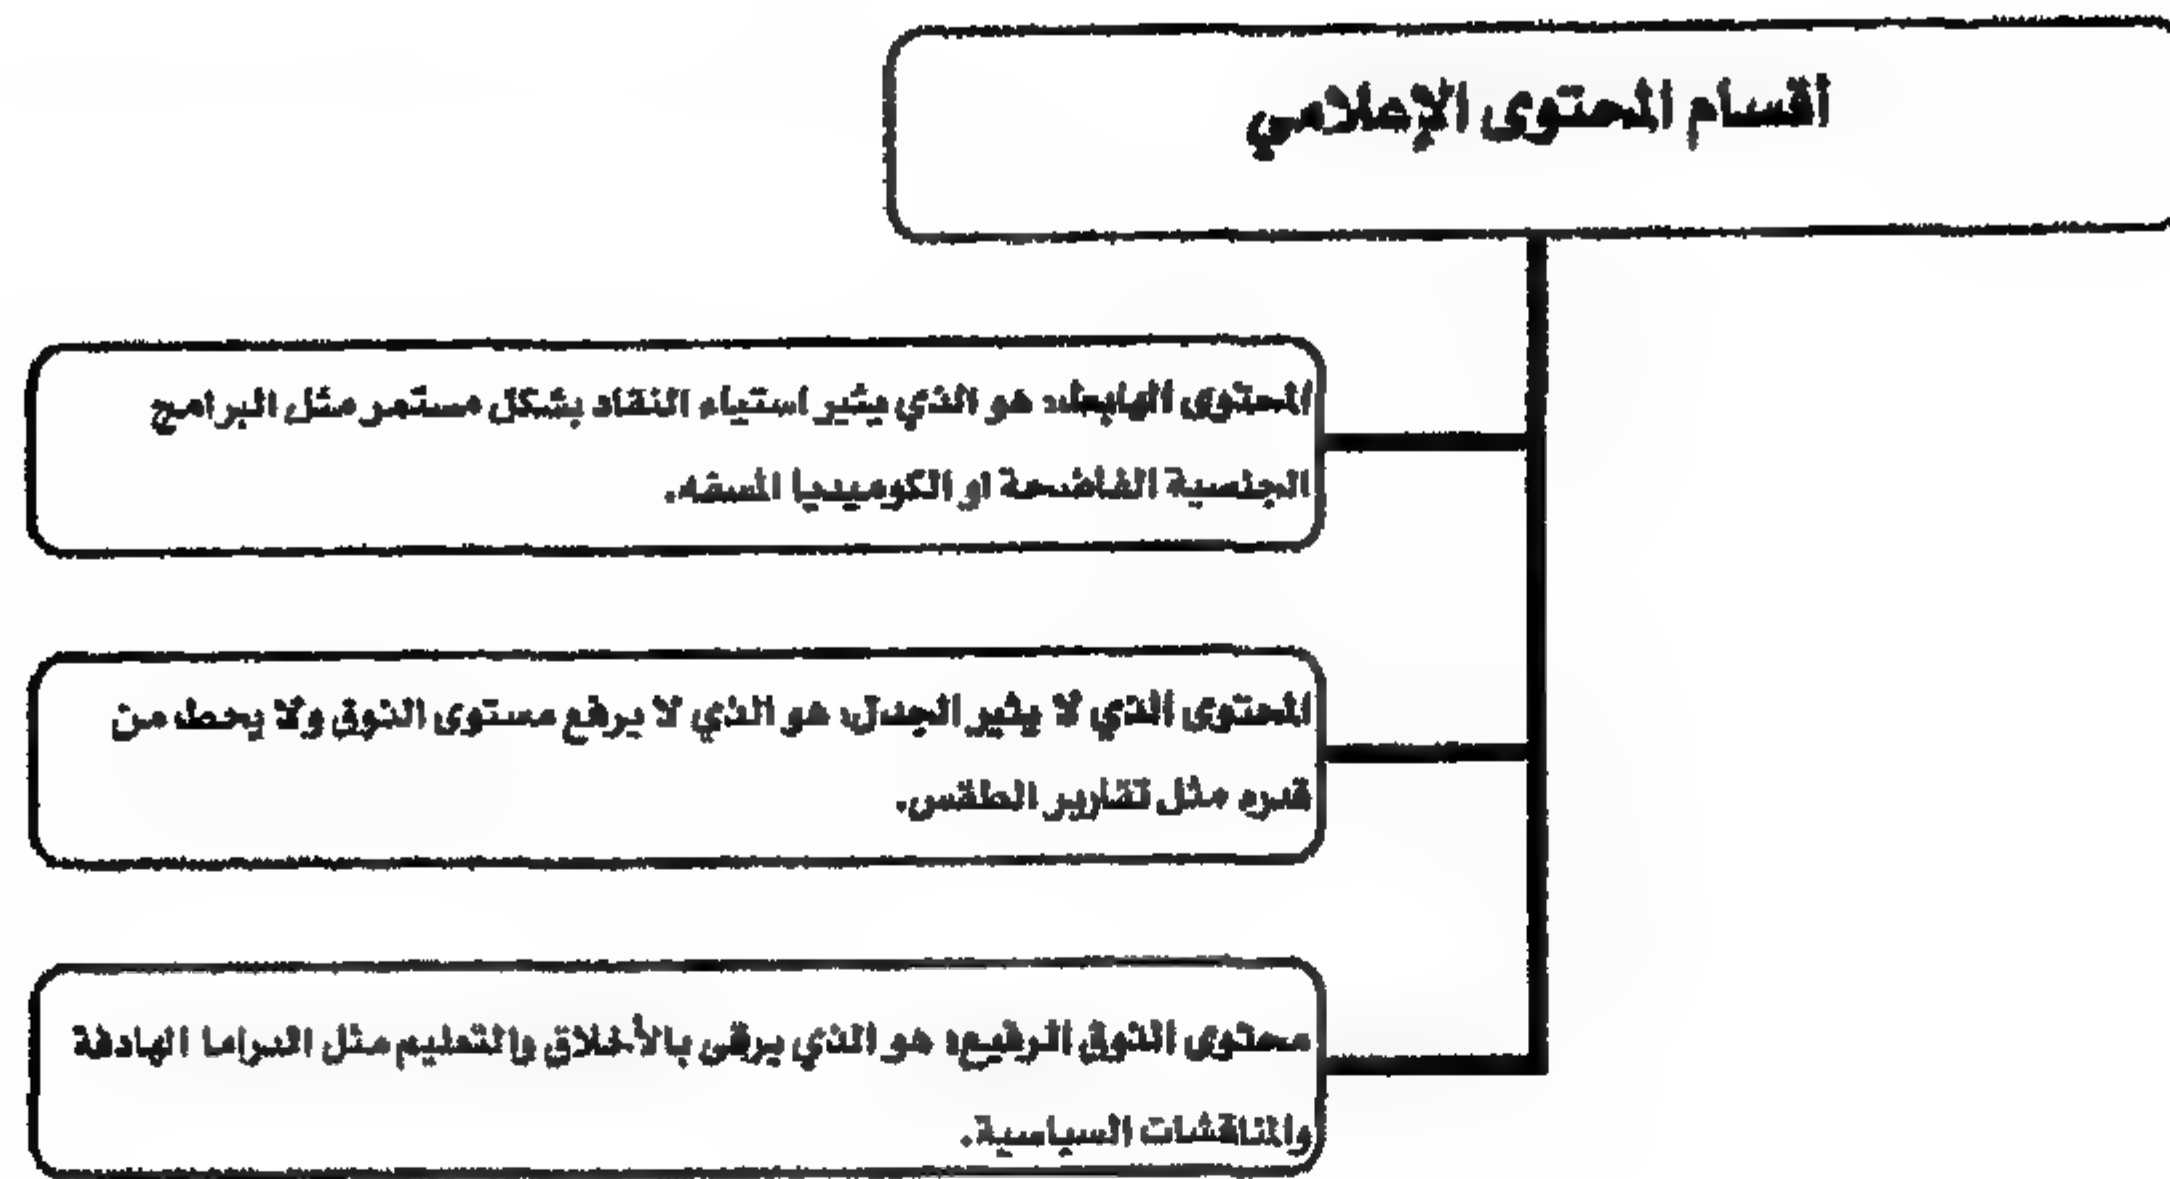 أقسام المحتوى الإعلامي
المحتوى الهابط: هو الذي يثير استياء النقاد بشكل مستمر مثل البرامج
الجنسية الفاضحة او الكوميديا المسفه.
المحتوى الذي لا يثير الجدل: هو الذي لا يرفع مستوى الذوق ولا يحط من
قدره مثل تقارير الطقس.
محتوى الذوق الرفيع: هو الذي يرقى بالأخلاق والتعليم مثل الدراما الهادفة
والمناقشات السياسية.